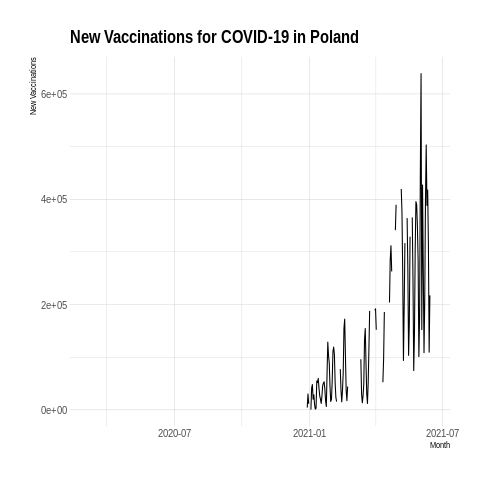 New Vaccinations for COVID-19 in Poland
New Vaccinations
6e+05
4e+05
2e+05
0e+00
2020-07
2021-01
2021-07
Month